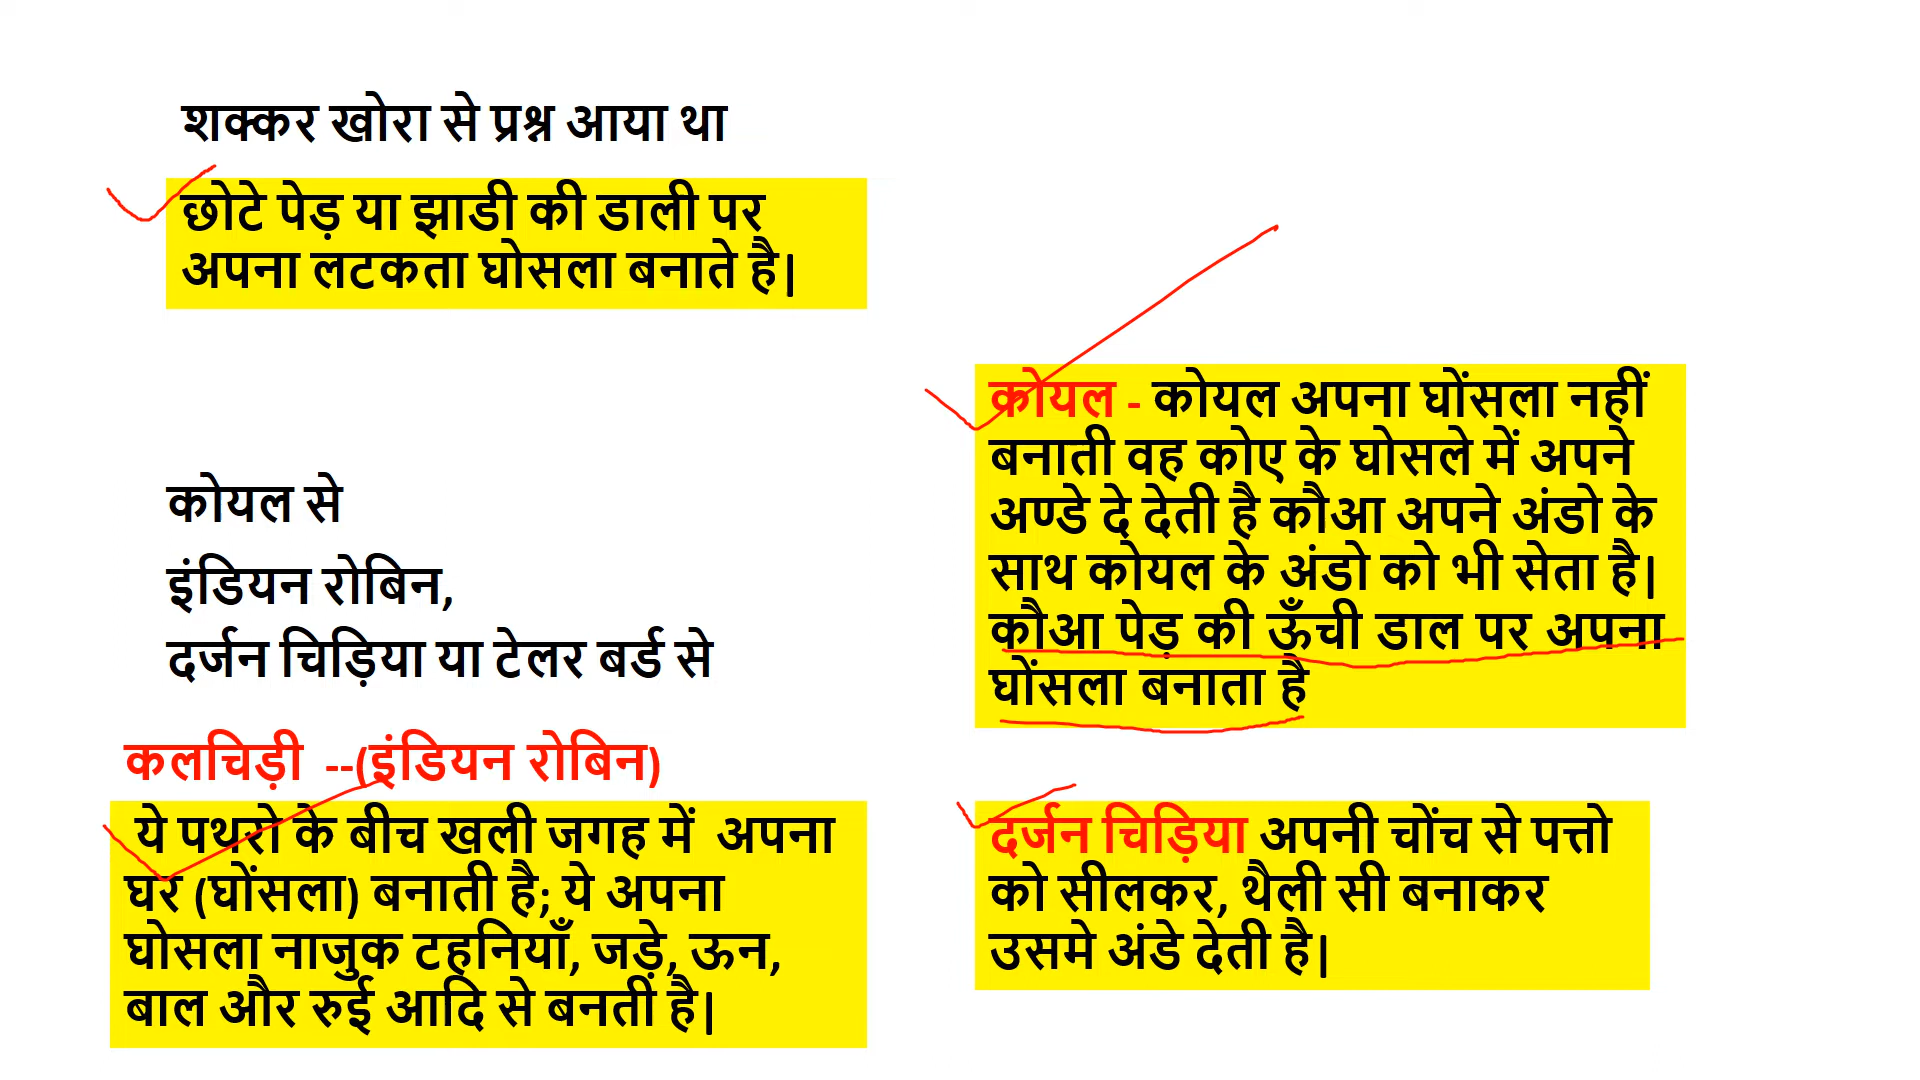 शक्कर खोरा से प्रश्न आया था
छोटे पेड़ या झाडी की डाली पर
अपना लटकता घोसला बनाते है|
कोयल से
इंडियन रोबिन,
दर्जन चिड़िया या टेलर बर्ड से
कलचिड़ी --(इंडियन रोबिन)
ये पथरो के बीच खली जगह में अपना
घर (घोंसला) बनाती है; ये अपना
घोसला नाजुक टहनियाँ, जड़े, ऊन,
बाल और रुई आदि से बनती है|
कोयल - कोयल अपना घोंसला नहीं
बनाती वह कोए के घोसले में अपने
अण्डे दे देती है कौआ अपने अंडो के
साथ कोयल के अंडो को भी सेता है|
कौआ पेड़ की ऊँची डाल पर अपना
घोंसला बनाता है
दर्जन चिड़िया अपनी चोंच से पत्तो
को सीलकर, थैली सी बनाकर
उसमे अंडे देती है|